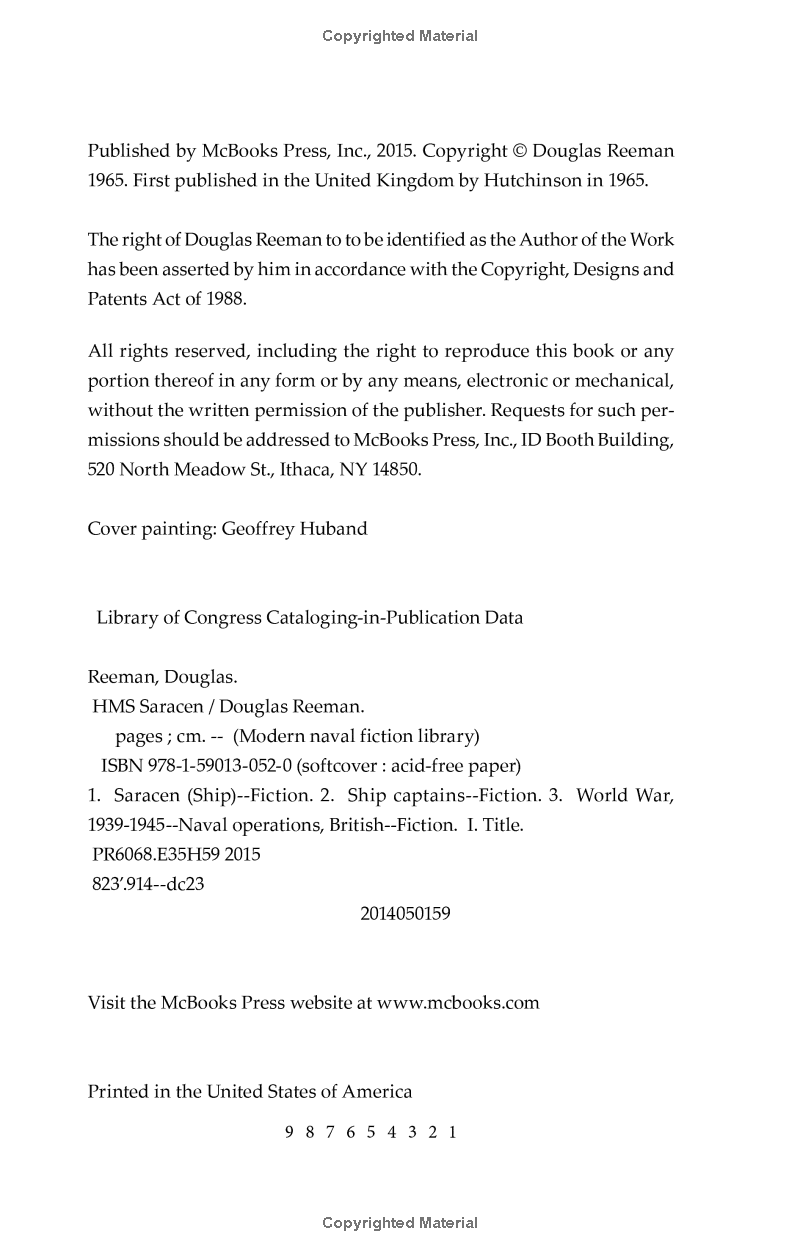 Copyrighted Material
Published by McBooks Press, Inc., 2015. Copyright © Douglas Reeman
1965. First published in the United Kingdom by Hutchinson in 1965.
The right of Douglas Reeman to to be identified as the Author of the Work
has been asserted by him in accordance with the Copyright, Designs and
Patents Act of 1988.
All rights reserved, including the right to reproduce this book or any
portion thereof in any form or by any means, electronic or mechanical,
without the written permission of the publisher. Requests for such per-
missions should be addressed to McBooks Press, Inc., ID Booth Building,
520 North Meadow St., Ithaca, NY 14850.
Cover painting: Geoffrey Huband
Library of Congress Cataloging-in-Publication Data
Reeman, Douglas.
HMS Saracen / Douglas Reeman.
pages ; cm. -- (Modern naval fiction library)
ISBN 978-1-59013-052-0 (softcover : acid-free paper)
1. Saracen (Ship)--Fiction. 2. Ship captains--Fiction. 3. World War,
1939-1945--Naval operations, British--Fiction. I. Title.
PR6068.E35H59 2015
823'.914--dc23
2014050159
Visit the McBooks Press website at www.mcbooks.com
Printed in the United States of America
9 8 7 6 5 4 3 2 1
Copyrighted Material